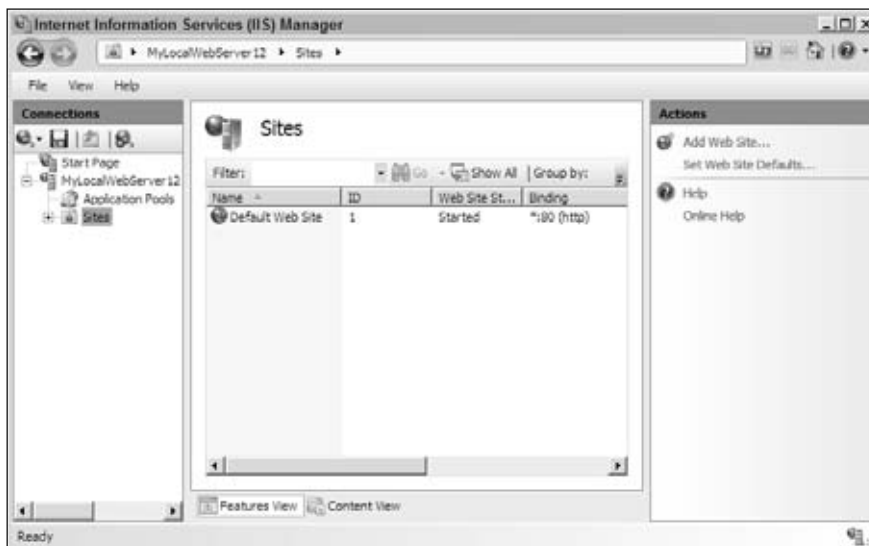 Internet Information Services (IIS) Manager
MyLocalWebServer12 Sites
File View Help
Connections
Start Page
MyLocalWebServer12
Application Pools
Sites
Sites
Filter: Go Show All Group by:
Name ID Web Site St... Binding
Default Web Site 1 Started *:80 (http)
Features View Content View
Actions
Add Web Site...
Set Web Site Defaults...
Help
Online Help
Ready